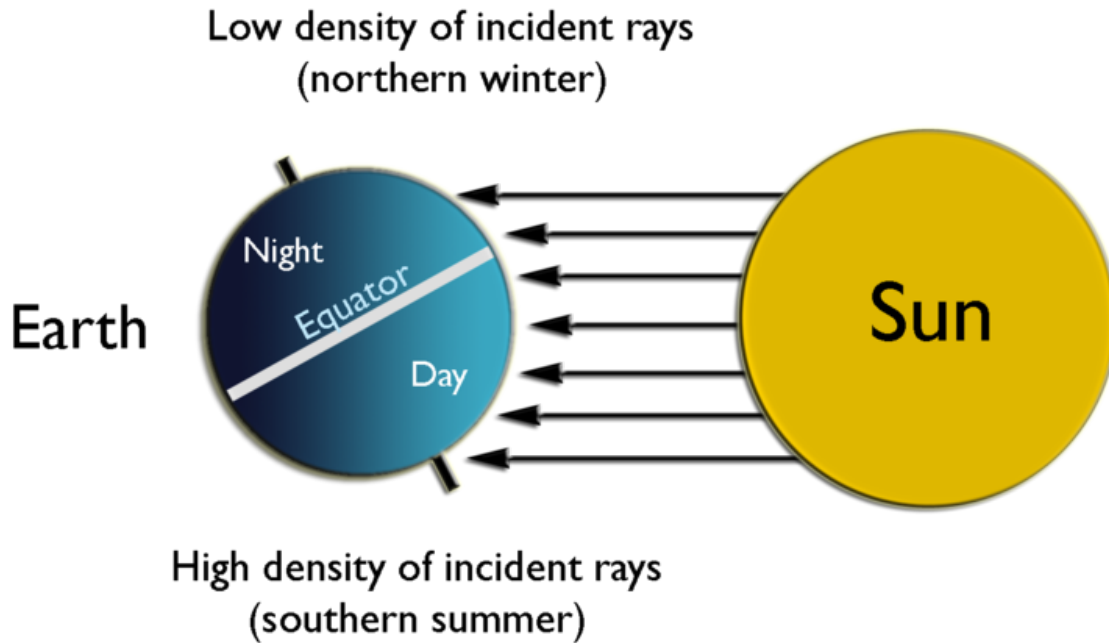 Low density of incident rays
(northern winter)
Night
Equator
Earth
Day
Sun
High density of incident rays
(southern summer)